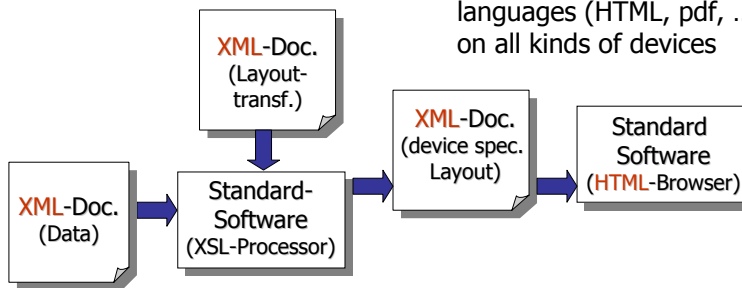 languages (HTML, pdf, .
on all kinds of devices
XML-Doc.
(Layout-
transf.)
XML-Doc.
(device spec.
Layout)
Standard
Software
(HTML-Browser)
XML-Doc.
(Data)
Standard-
Software
(XSL-Processor)